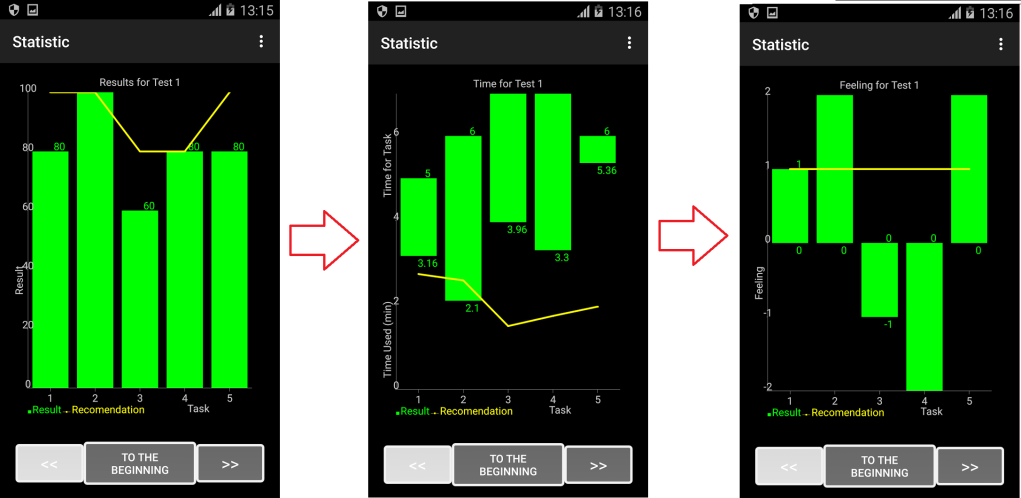 13:15
Statistic
Results for Test 1
100
80
60
40
20
0
Result
80
60
80
80
1 2 3 4 5
Result Recomendation Task
<<
TO THE
BEGINNING
>>
13:16
Statistic
Time for Test 1
6
4
2
0
Time Used (min)
Time for Task
5
3.16
6
2.1
3.96
3.3
6
5.36
1 2 3 4 5
Result Recomendation Task
<<
TO THE
BEGINNING
>>
13:16
Statistic
Feeling for Test 1
2
1
0
-1
-2
Feeling
1
0
0
0
-1
0
0
1 2 3 4 5
Result Recomendation Task
<<
TO THE
BEGINNING
>>